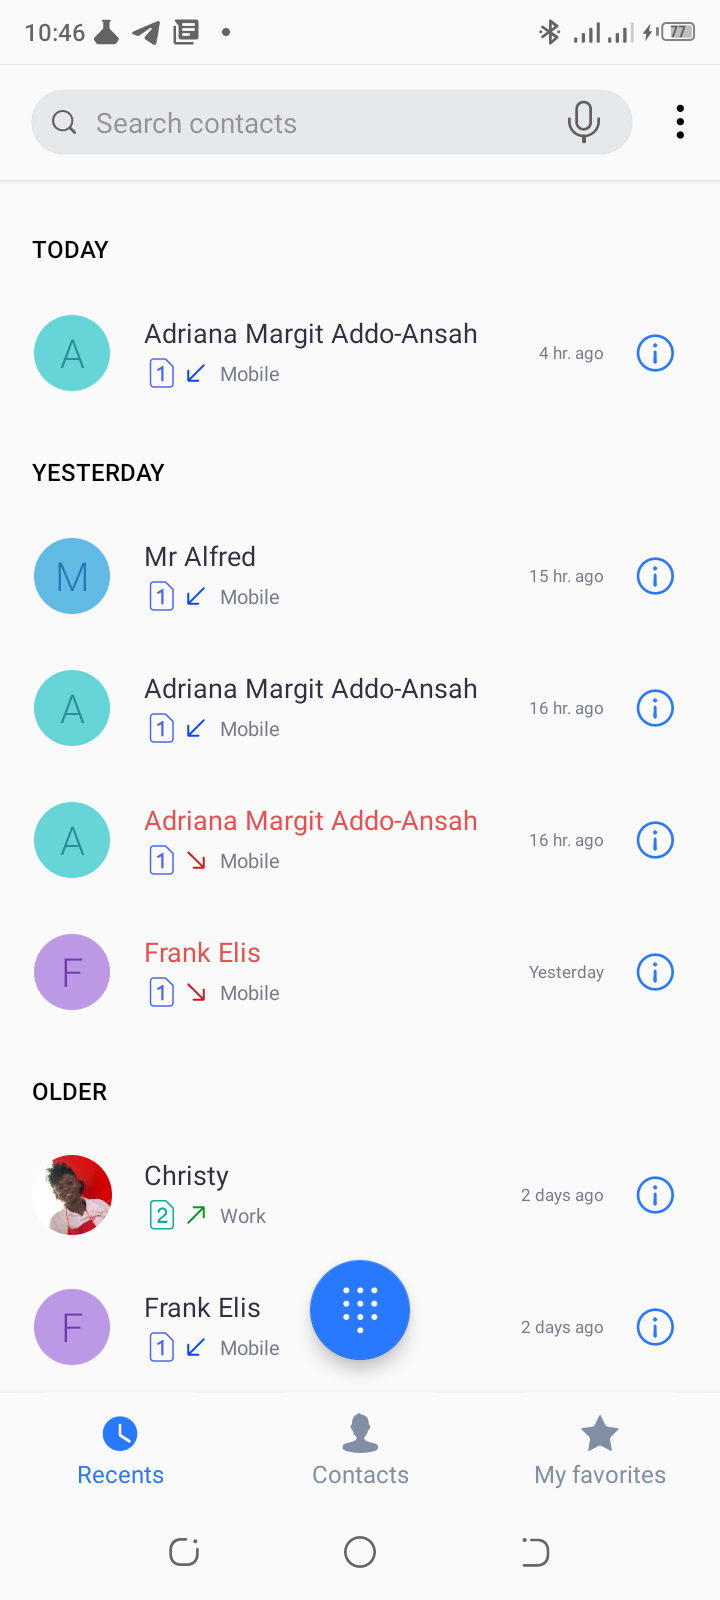 10:46
77
Search contacts
TODAY
A
Adriana Margit Addo-Ansah
4 hr. ago
1 Mobile
YESTERDAY
M
Mr Alfred
15 hr. ago
1 Mobile
A
Adriana Margit Addo-Ansah
16 hr. ago
1 Mobile
A
Adriana Margit Addo-Ansah
16 hr. ago
1 Mobile
F
Frank Elis
Yesterday
1 Mobile
OLDER
Christy
2 days ago
2 Work
F
Frank Elis
2 days ago
1 Mobile
Recents
Contacts
My favorites